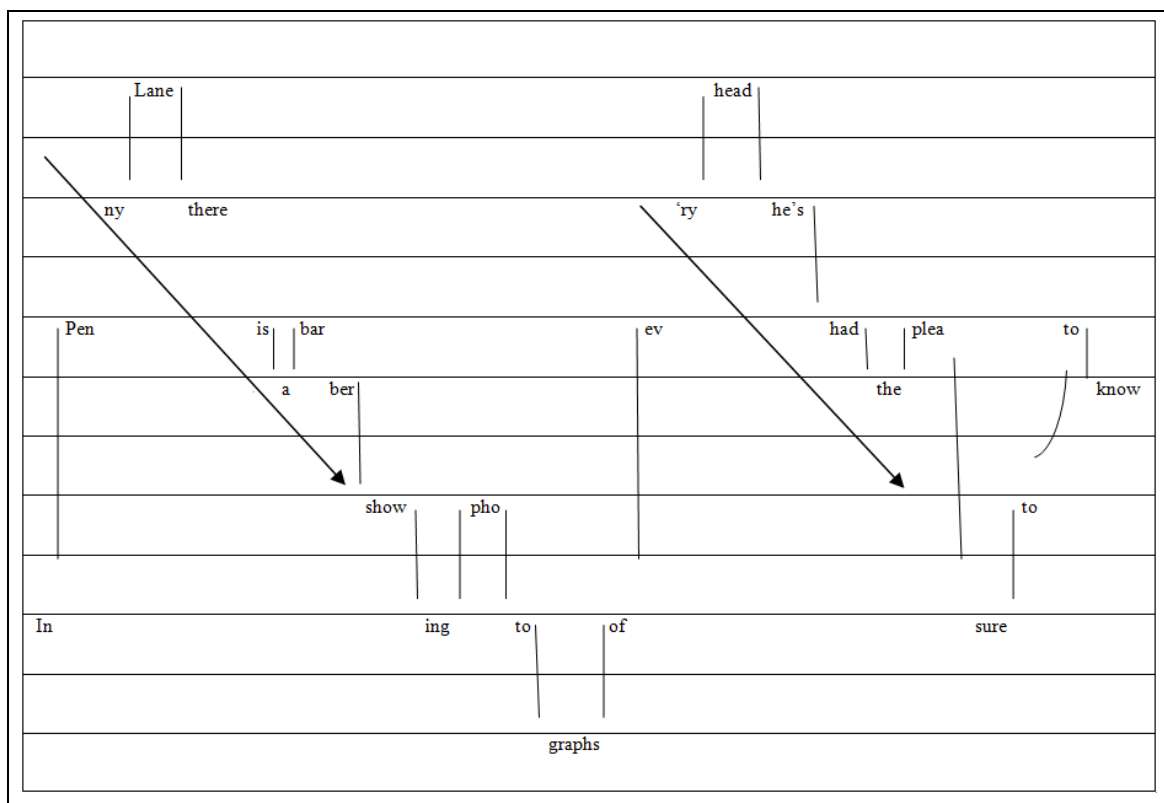 Lane head
ny there ‘ry he’s
Pen is bar ev had plea to
a ber the know
show pho to
In ing to of sure
graphs